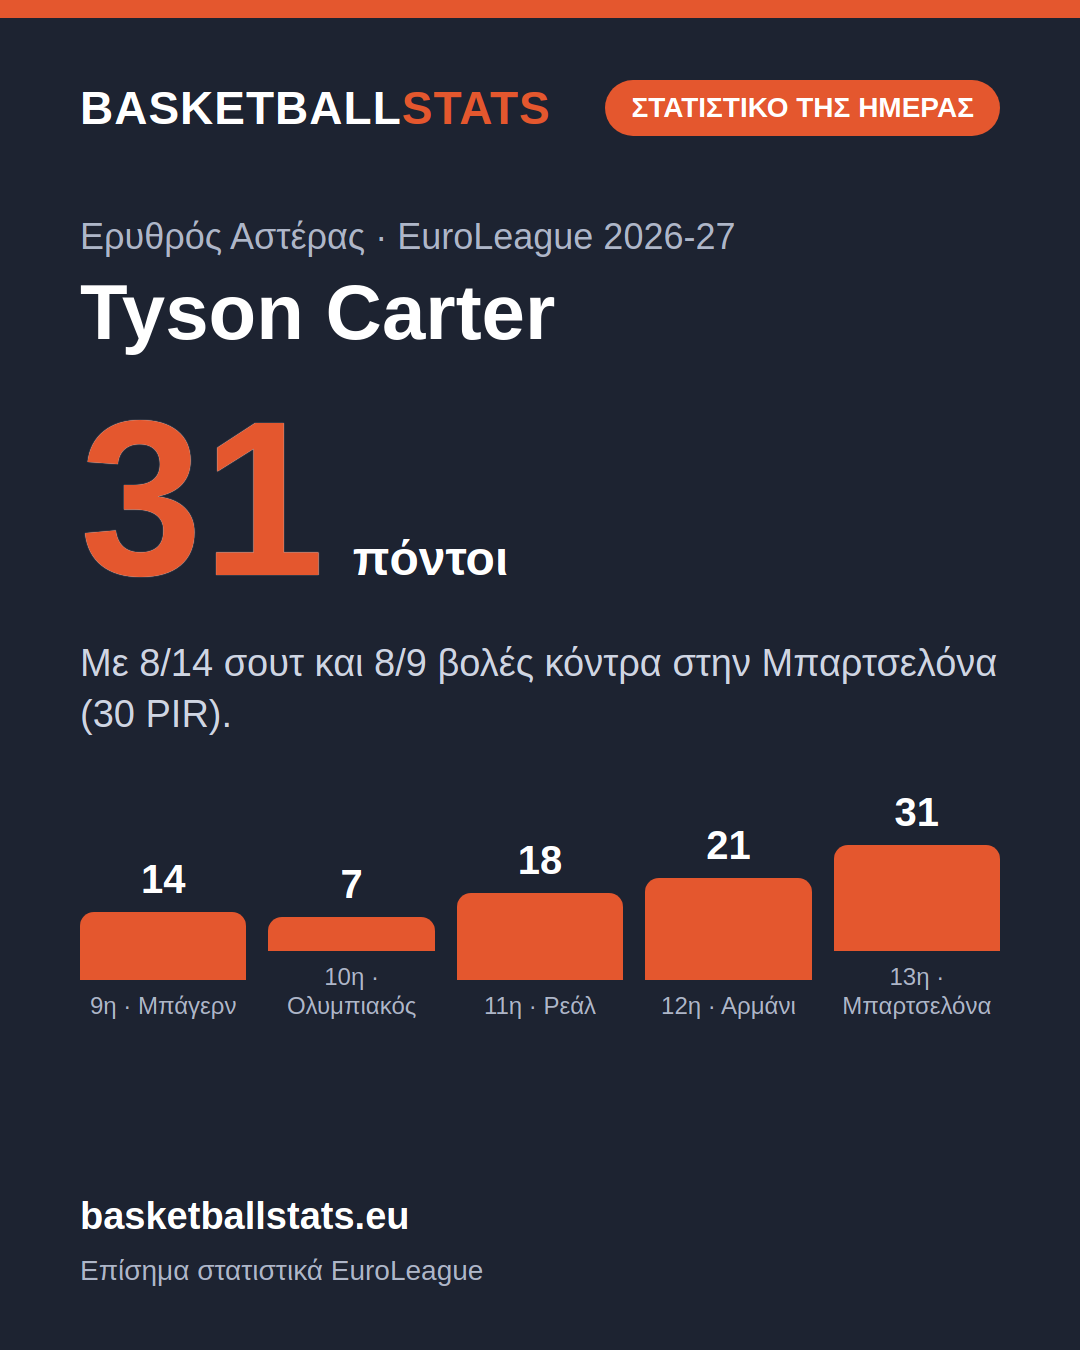 BASKETBALLSTATS
ΣΤΑΤΙΣΤΙΚΟ ΤΗΣ ΗΜΕΡΑΣ
Ερυθρός Αστέρας · EuroLeague 2026-27
Tyson Carter
31 πόντοι
Με 8/14 σουτ και 8/9 βολές κόντρα στην Μπαρτσελόνα
(30 PIR).
14
7
18
21
31
9η · Μπάγερν
10η ·
Ολυμπιακός
11η · Ρεάλ
12η · Αρμάνι
13η ·
Μπαρτσελόνα
basketballstats.eu
Επίσημα στατιστικά EuroLeague